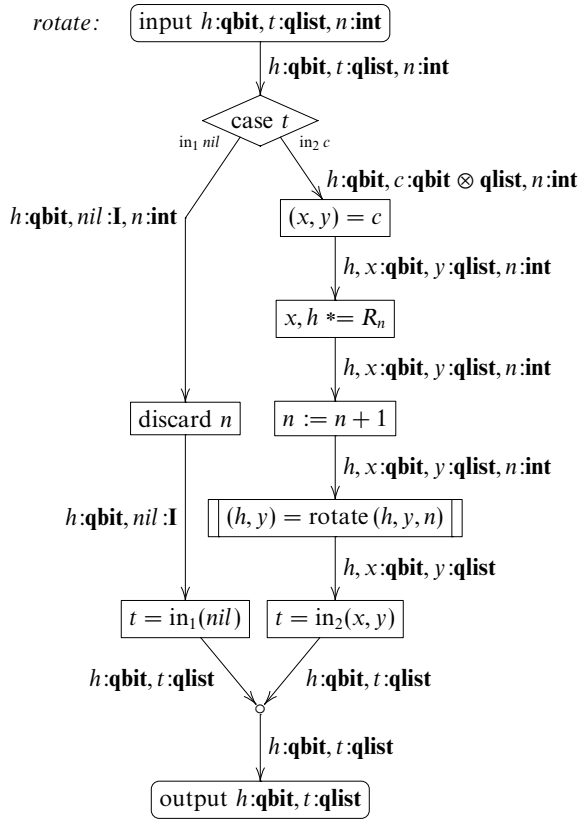 rotate: input h:qbit, t:qlist, n:int
h:qbit, t:qlist, n:int
case t
in₁ nil in₂ c
h:qbit, c:qbit ⊗ qlist, n:int
h:qbit, nil:I, n:int
(x, y) = c
h, x:qbit, y:qlist, n:int
x, h *= Rₙ
h, x:qbit, y:qlist, n:int
discard n n := n + 1
h, x:qbit, y:qlist, n:int
h:qbit, nil:I
(h, y) = rotate (h, y, n)
h, x:qbit, y:qlist
t = in₁(nil) t = in₂(x, y)
h:qbit, t:qlist h:qbit, t:qlist
h:qbit, t:qlist
output h:qbit, t:qlist